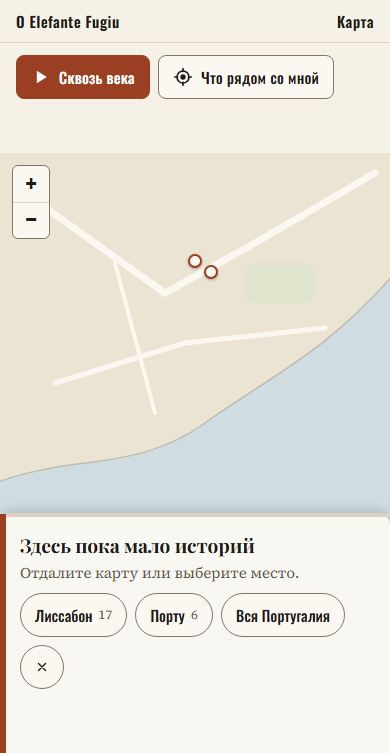 O Elefante Fugiu
Карта
Сквозь века
Что рядом со мной
+
−
Здесь пока мало историй
Отдалите карту или выберите место.
Лиссабон 17
Порту 6
Вся Португалия
×